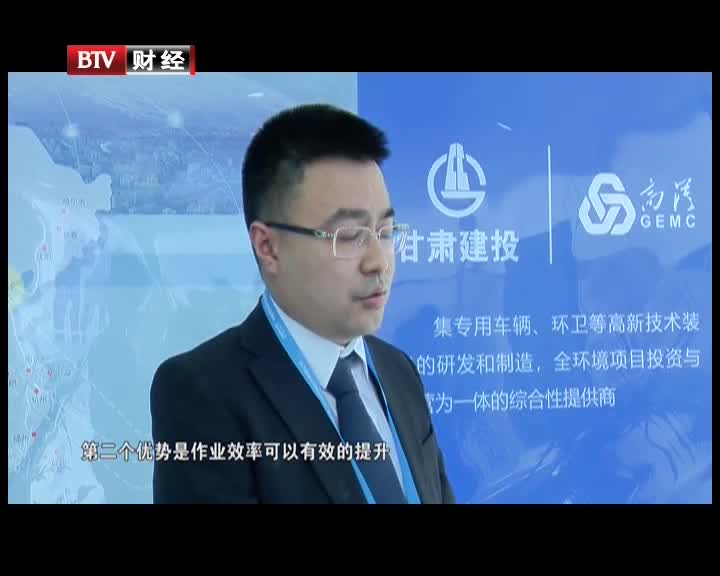 BTV 财经
甘肃建投
高漠
GEMC
集专用车辆、环卫等高新技术装
的研发和制造,全环境项目投资与
营为一体的综合性提供商
第二个优势是作业效率可以有效的提升